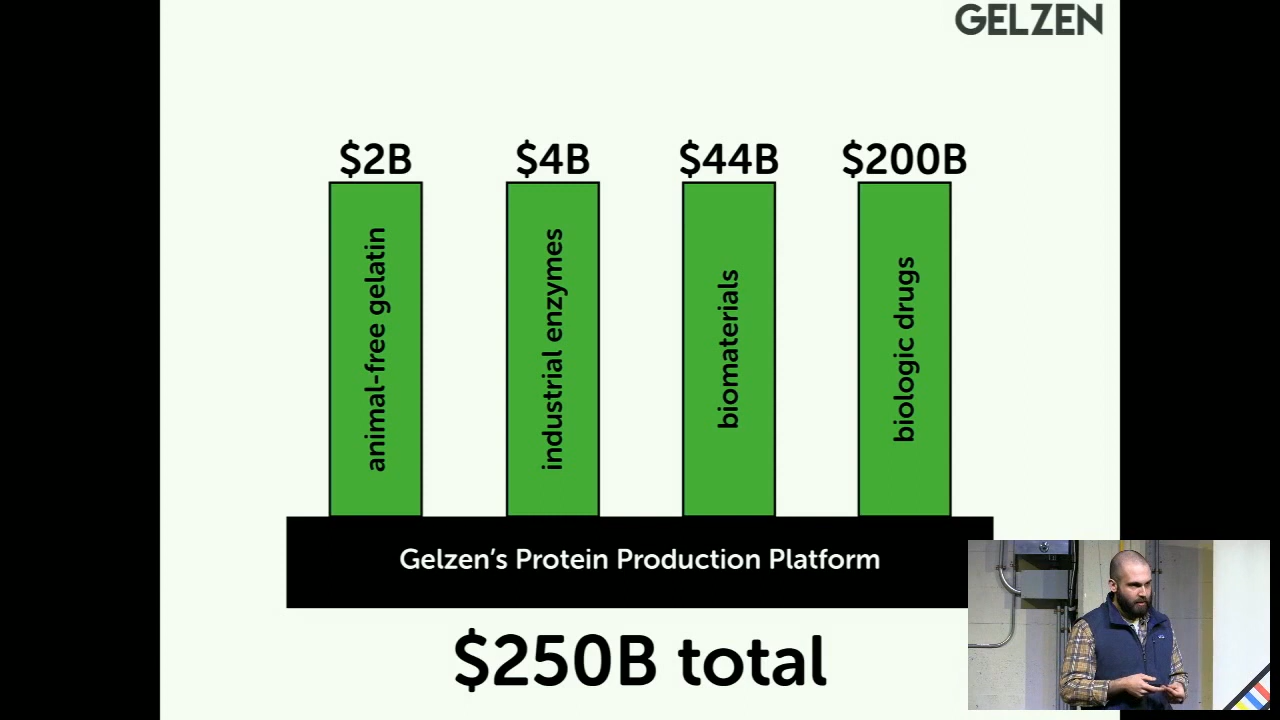 GELZEN
$2B
$4B
$44B
$200B
animal-free gelatin
industrial enzymes
biomaterials
biologic drugs
Gelzen's Protein Production Platform
$250B total